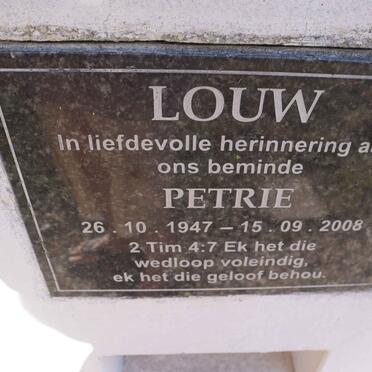 LOUW
In liefdevolle herinnering
ons beminde
PETRIE
26 . 10 . 1947 – 15 . 09 . 2008
2 Tim 4:7 Ek het die
wedloop voleindig,
ek het die geloof behou.